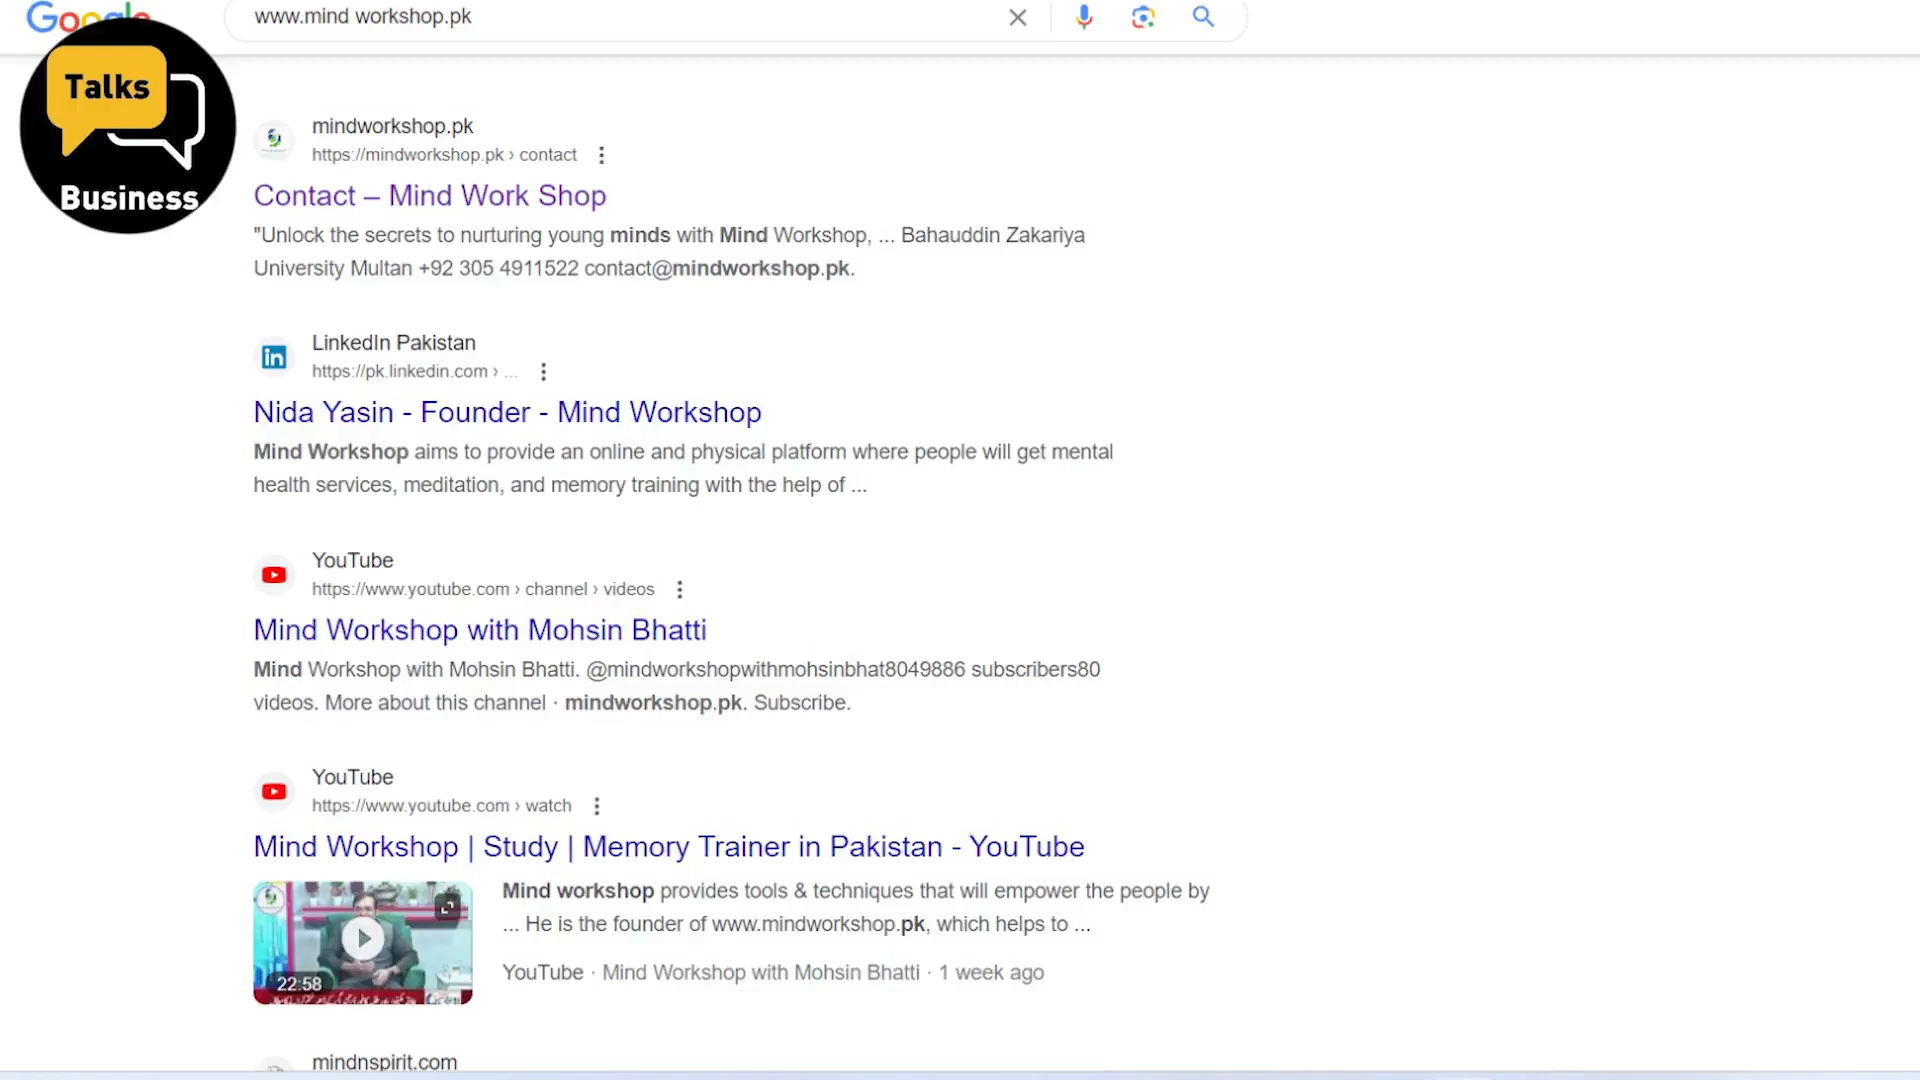 Google
www.mind workshop.pk
Talks
Business
mindworkshop.pk
https://mindworkshop.pk › contact
Contact – Mind Work Shop
"Unlock the secrets to nurturing young minds with Mind Workshop, ... Bahauddin Zakariya
University Multan +92 305 4911522 contact@mindworkshop.pk.
LinkedIn Pakistan
https://pk.linkedin.com › ...
Nida Yasin - Founder - Mind Workshop
Mind Workshop aims to provide an online and physical platform where people will get mental
health services, meditation, and memory training with the help of ...
YouTube
https://www.youtube.com › channel › videos
Mind Workshop with Mohsin Bhatti
Mind Workshop with Mohsin Bhatti. @mindworkshopwithmohsinbhat8049886 subscribers80
videos. More about this channel · mindworkshop.pk. Subscribe.
YouTube
https://www.youtube.com › watch
Mind Workshop | Study | Memory Trainer in Pakistan - YouTube
Mind workshop provides tools & techniques that will empower the people by
... He is the founder of www.mindworkshop.pk, which helps to ...
22:58
YouTube · Mind Workshop with Mohsin Bhatti · 1 week ago
mindnspirit.com